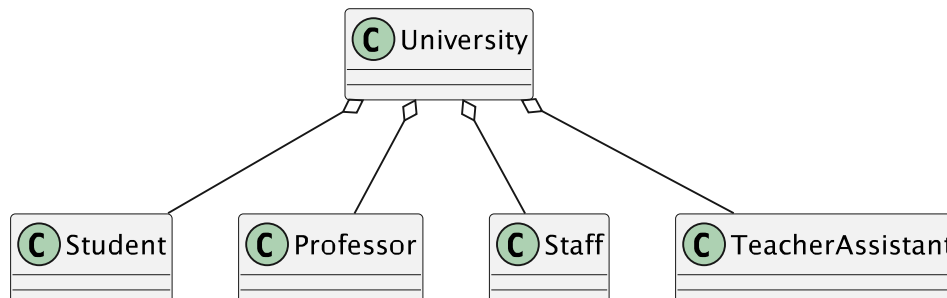 C University
C Student
C Professor
C Staff
C TeacherAssistant